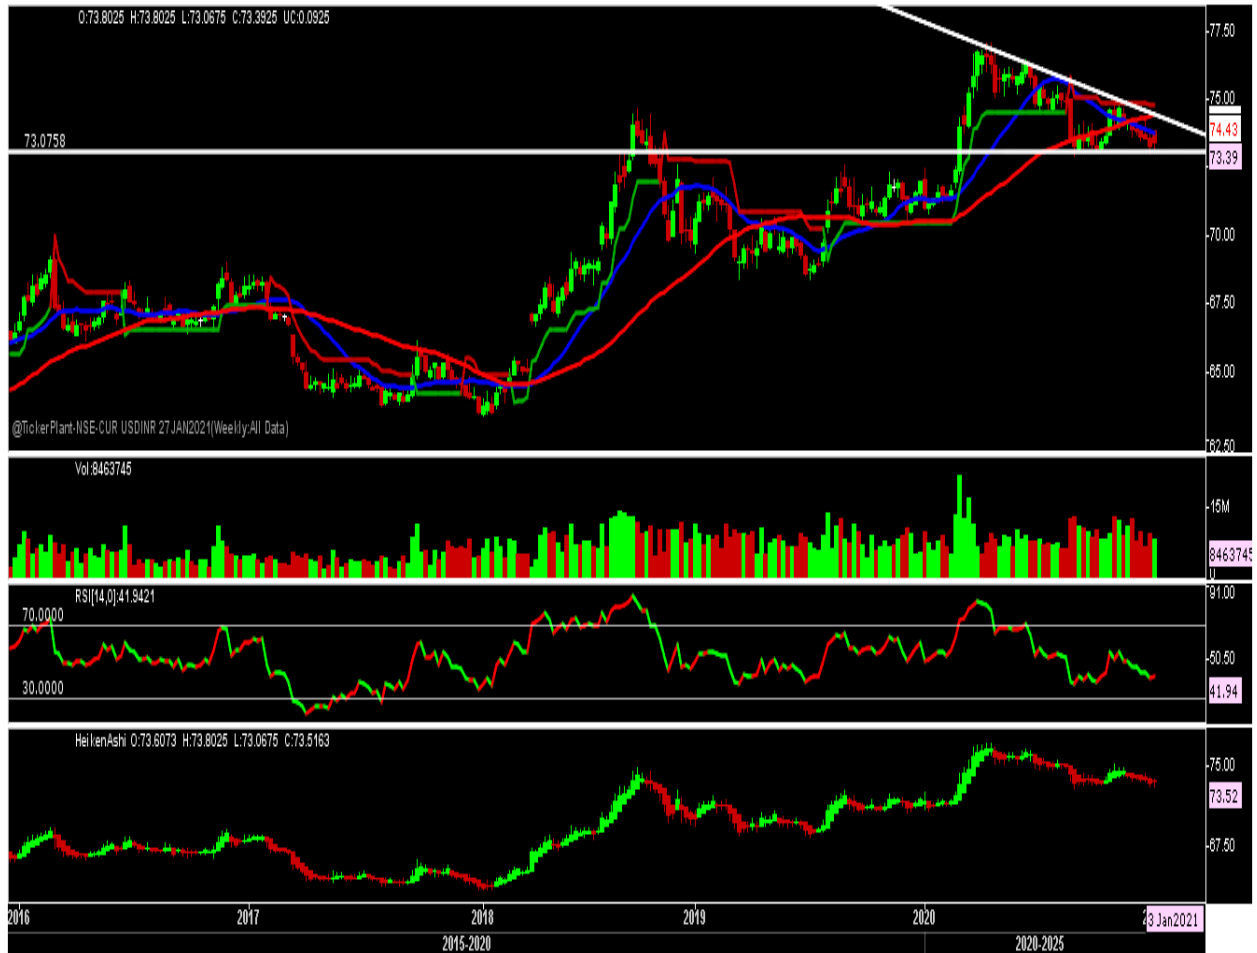 O:73.8025 H:73.8025 L:73.0675 C:73.3925 UC:0.0925
77.50
75.00
74.43
73.0758
73.39
70.00
67.50
65.00
@TickerPlant-NSE-CUR USDINR 27JAN2021(Weekly:All Data)
62.50
Vol:8463745
15M
8463745
RSI[14,0]:41.9421
91.00
70.0000
50.50
30.0000
41.94
HeikenAshi O:73.6073 H:73.8025 L:73.0675 C:73.5163
75.00
73.52
67.50
2016 2017 2018 2019 2020 3 Jan2021
2015-2020 2020-2025